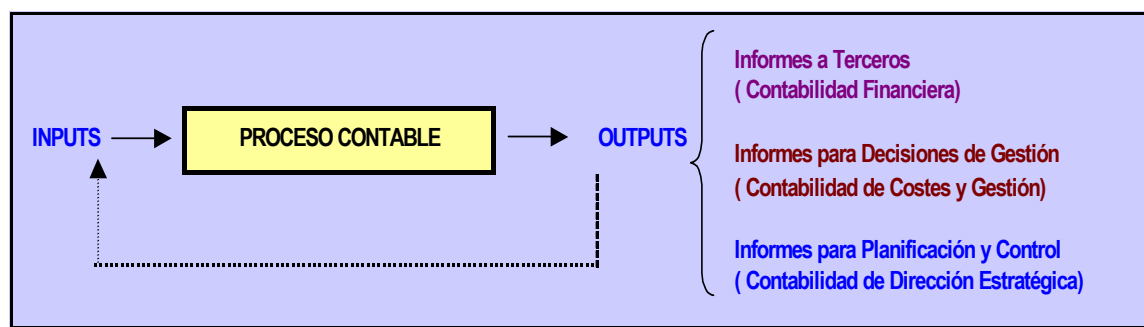 INPUTS
PROCESO CONTABLE
OUTPUTS
Informes a Terceros
( Contabilidad Financiera)
Informes para Decisiones de Gestión
( Contabilidad de Costes y Gestión)
Informes para Planificación y Control
( Contabilidad de Dirección Estratégica)